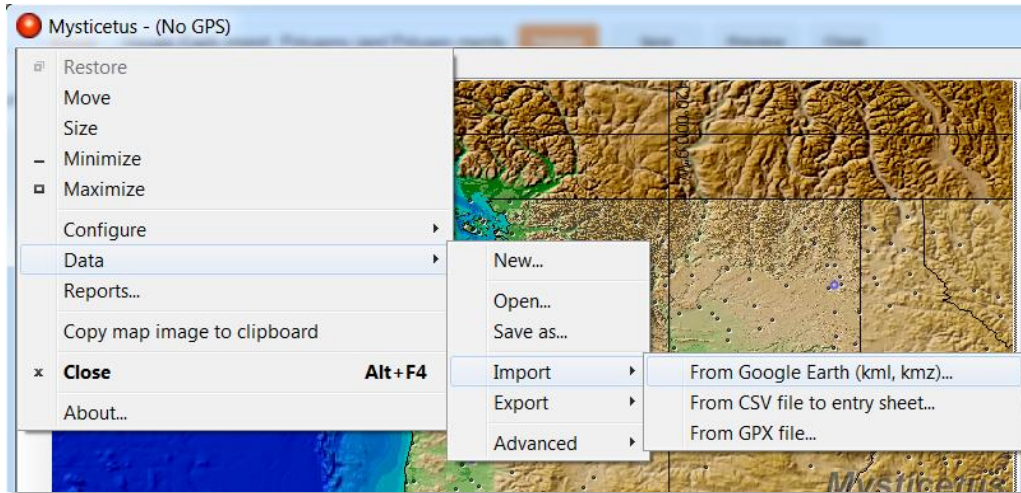 Mysticetus - (No GPS)
Restore
Move
Size
Minimize
Maximize
Configure
Data
Reports...
Copy map image to clipboard
Close Alt+F4
About...
New...
Open...
Save as...
Import
Export
Advanced
From Google Earth (kml, kmz)...
From CSV file to entry sheet...
From GPX file...
Mysticetus